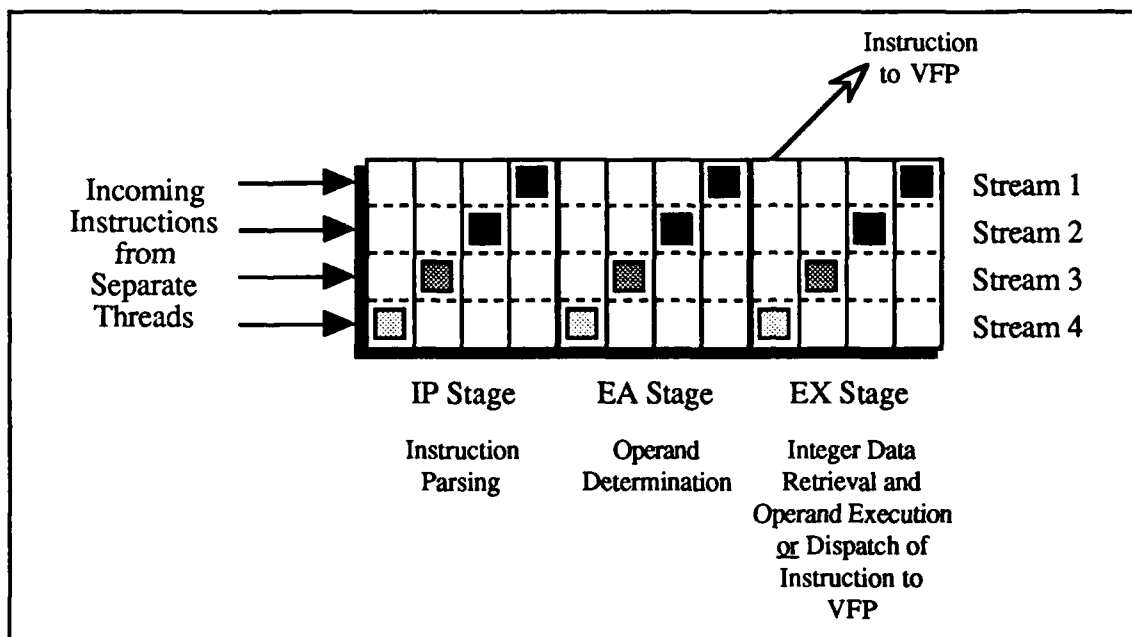 Instruction
to VFP
Incoming
Instructions
from
Separate
Threads
Stream 1
Stream 2
Stream 3
Stream 4
IP Stage
EA Stage
EX Stage
Instruction
Parsing
Operand
Determination
Integer Data
Retrieval and
Operand Execution
or Dispatch of
Instruction to
VFP